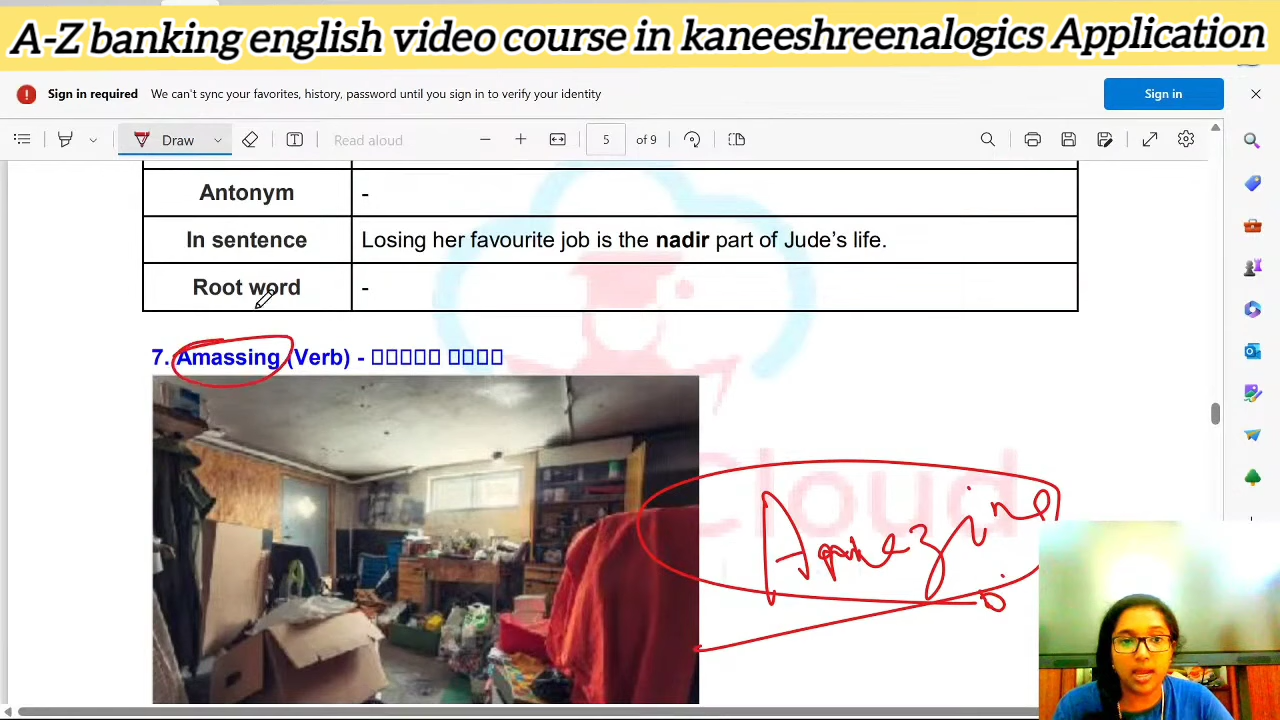 A-Z banking english video course in kaneeshreenalogics Application
Sign in required We can't sync your favorites, history, password until you sign in to verify your identity Sign in
Draw Read aloud 5 of 9
Antonym -
In sentence Losing her favourite job is the nadir part of Jude's life.
Root word -
7. Amassing (Verb) - 
Cloud